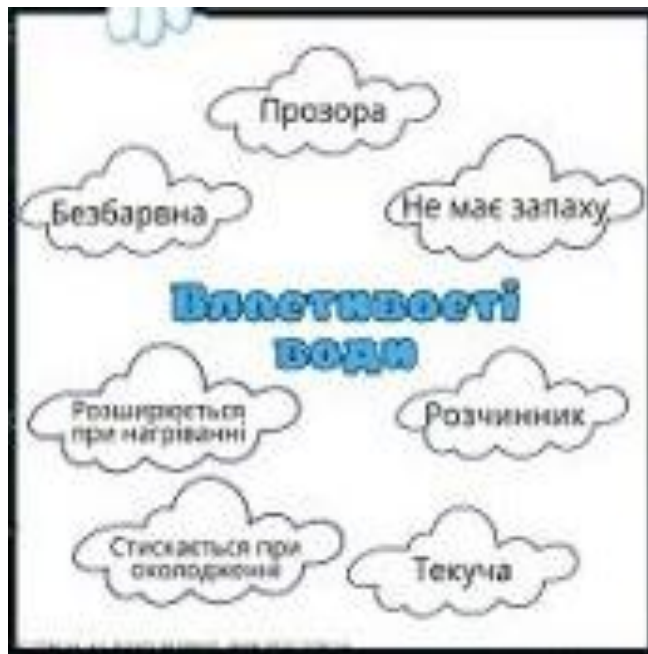 Прозора
Безбарвна
Не має запаху
Властивості
води
Розширюється
при нагріванні
Розчинник
Стискається при
охолодженні
Текуча